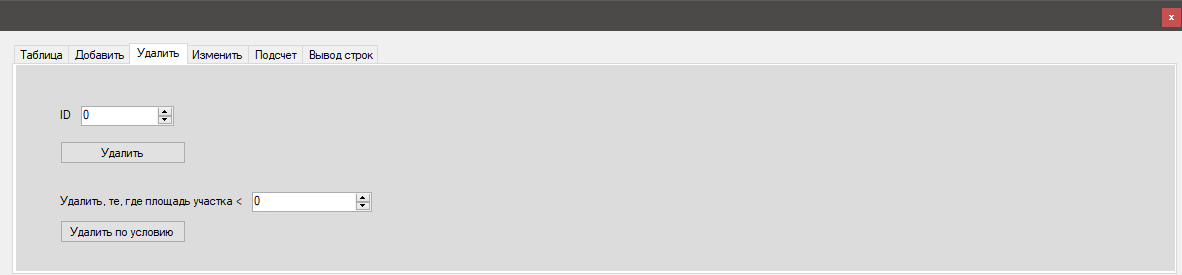 x
Таблица Добавить Удалить Изменить Подсчет Вывод строк
ID 0
Удалить
Удалить, те, где площадь участка < 0
Удалить по условию